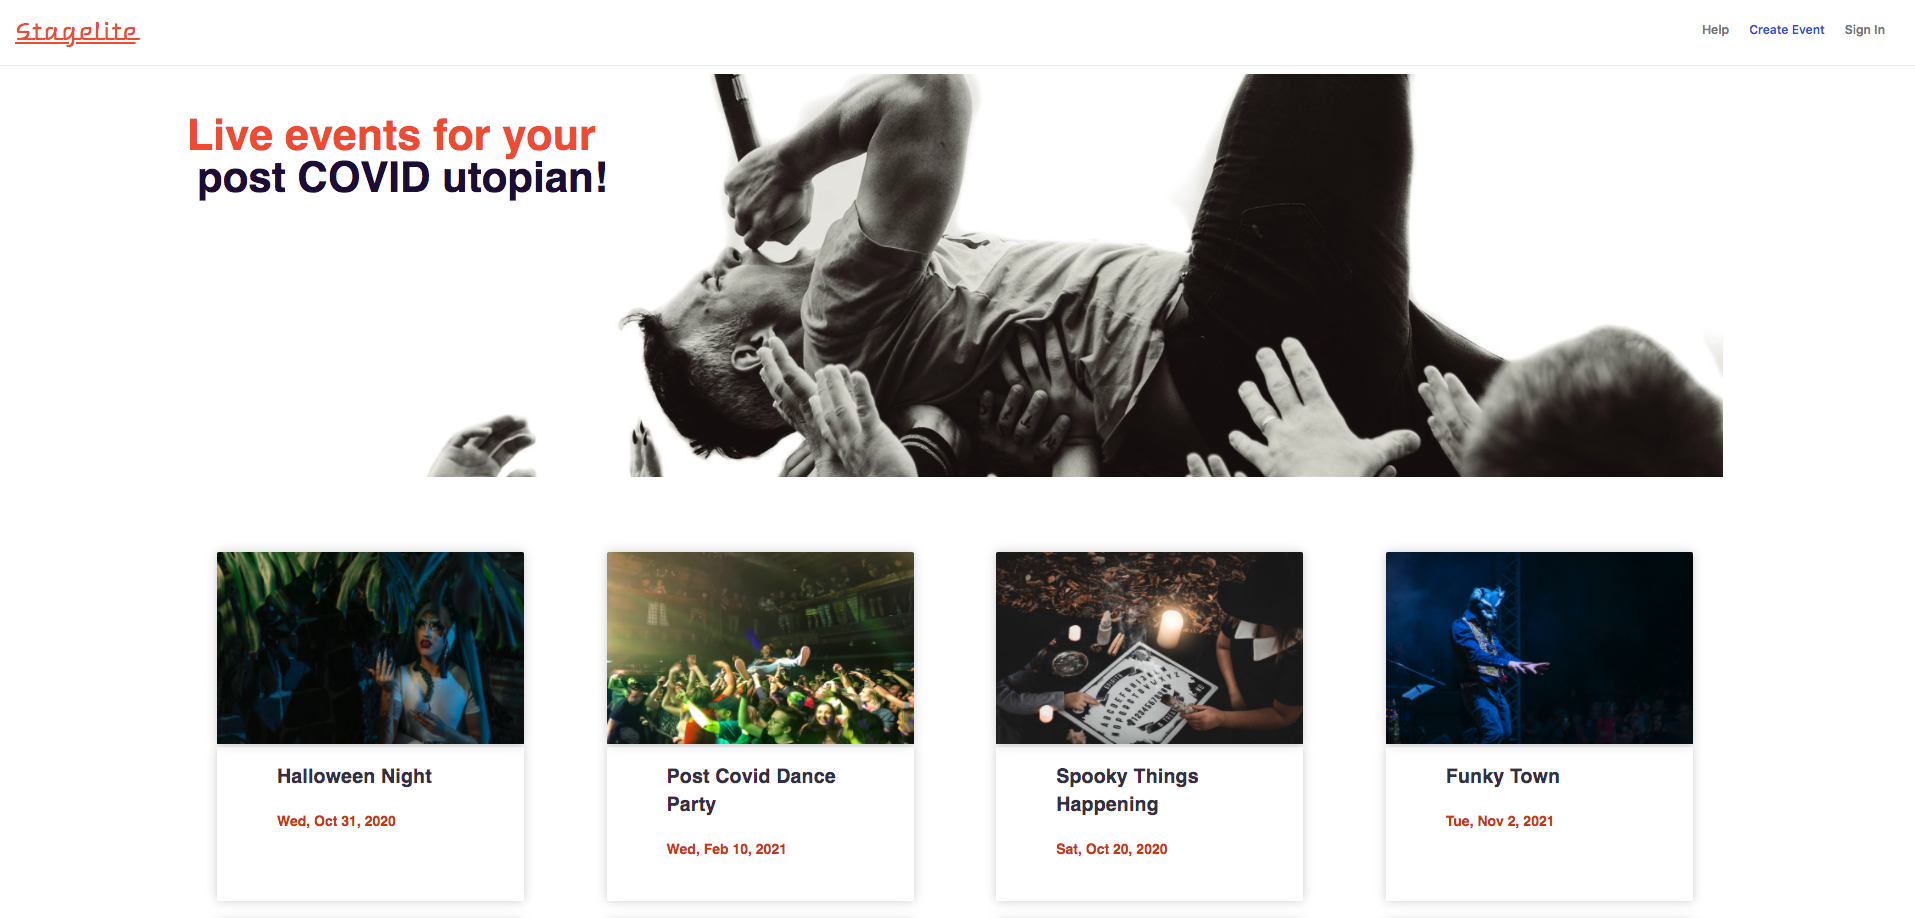 Stagelite
Help Create Event Sign In
Live events for your
post COVID utopian!
Halloween Night
Wed, Oct 31, 2020
Post Covid Dance
Party
Wed, Feb 10, 2021
Spooky Things
Happening
Sat, Oct 20, 2020
Funky Town
Tue, Nov 2, 2021